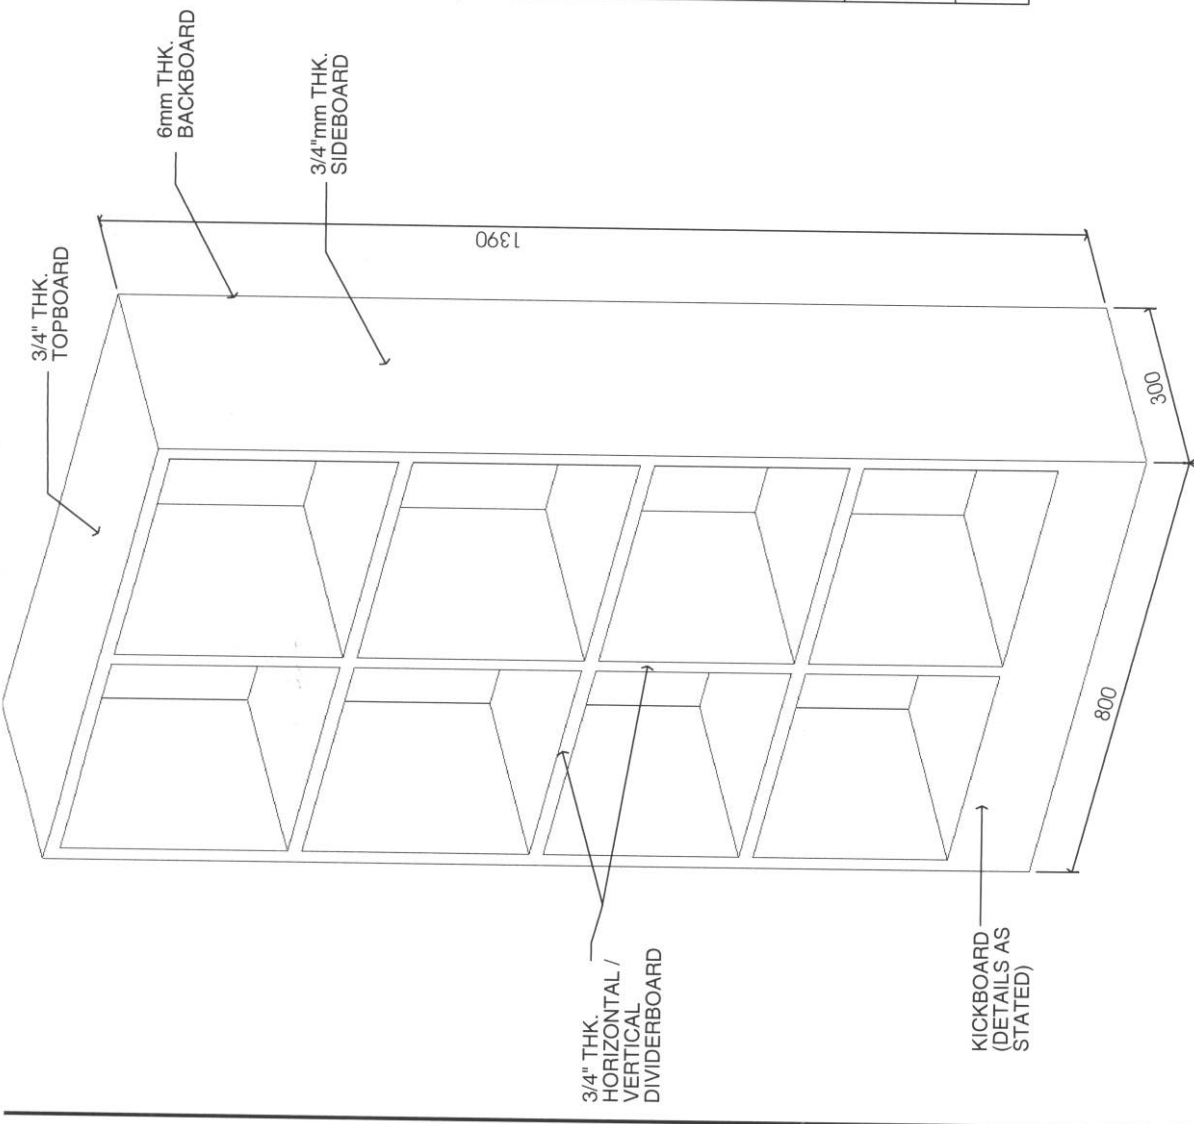 3/4" THK.
TOPBOARD
6mm THK.
BACKBOARD
3/4"mm THK.
SIDEBOARD
1390
300
800
3/4" THK.
HORIZONTAL /
VERTICAL
DIVIDERBOARD
KICKBOARD
(DETAILS AS
STATED)